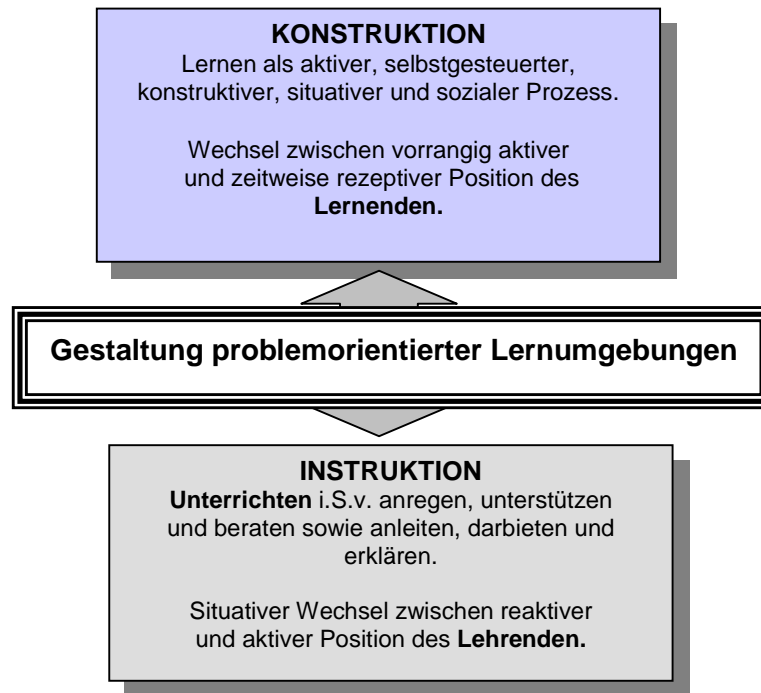 KONSTRUKTION
Lernen als aktiver, selbstgesteuerter,
konstruktiver, situativer und sozialer Prozess.
Wechsel zwischen vorrangig aktiver
und zeitweise rezeptiver Position des
Lernenden.
Gestaltung problemorientierter Lernumgebungen
INSTRUKTION
Unterrichten i.S.v. anregen, unterstützen
und beraten sowie anleiten, darbieten und
erklären.
Situativer Wechsel zwischen reaktiver
und aktiver Position des Lehrenden.